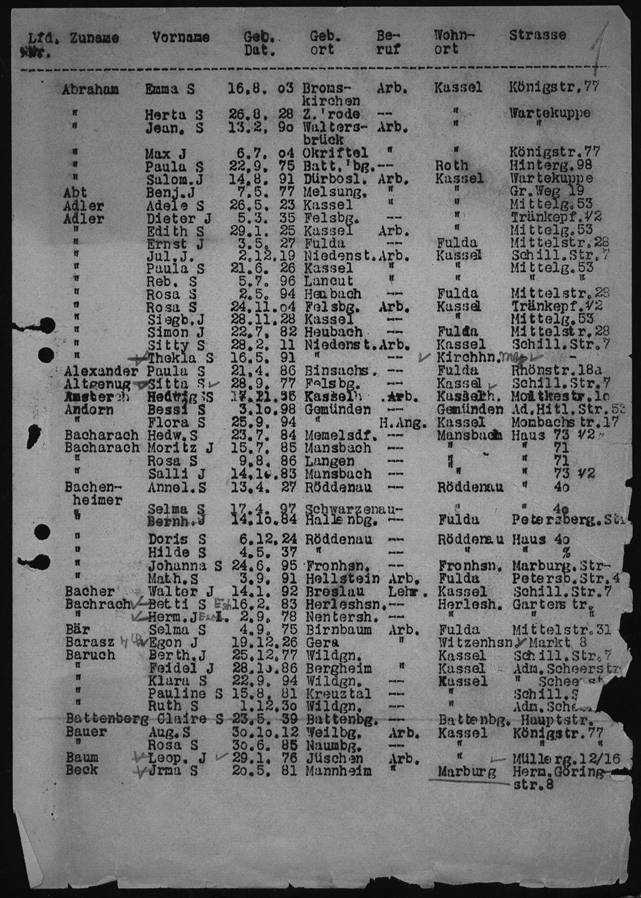 Lfd. Zuname Vorname Geb. Geb. Be- Wohn- Strasse
Nr. Dat. ort ruf ort
Abraham Emma S 16.8. 03 Broms- Arb. Kassel Königstr.77
kirchen
" Herta S 26.8. 28 Z.'rode -- " Wartekuppe
" Jean. S 13.2. 90 Walters- Arb. " "
brück
" Max J 6.7. 04 Okriftel " " Königstr.77
" Paula S 22.9. 75 Batt.'bg.-- Roth Hinterg.98
" Salom.J 14.8. 91 Dürbosl. Arb. Kassel Wartekuppe
Abt Benj.J 7.5. 77 Melsung. " " Gr.Weg 19
Adler Adele S 26.5. 23 Kassel " " Mittelg.53
Adler Dieter J 5.3. 35 Felsbg. -- " Tränkepf.1/2
" Edith S 29.1. 25 Kassel Arb. " Mittelg.53
" Ernst J 3.5. 27 Fulda -- Fulda Mittelstr.28
" Jul.J. 2.12.19 Niedenst.Arb. Kassel Schill.Str.7
" Paula S 21.6. 26 Kassel " " Mittelg.53
" Reb. S 5.7. 96 Lancut " " "
" Rosa S 2.5. 94 Heubach -- Fulda Mittelstr.28
" Rosa S 24.11.04 Felsbg. Arb. Kassel Tränkepf.1/2
" Siegb.J 28.11.28 Kassel -- " Mittelg.53
" Simon J 22.7. 82 Heubach -- Fulda Mittelstr.28
" Sitty S 28.2. 11 Niedenst.Arb. Kassel Schill.Str.7
" Thekla S 16.5. 91 " -- Kirchhn. -
Alexander Paula S 21.4. 86 Binsachs. -- Fulda Rhönstr.18a
Altgenug Sitta S 28.9. 77 Felsbg. -- Kassel Schill.Str.7
Amster Hedwig S Kassel Arb. Moltkestr.10
Andorn Bessi S 3.10. 98 Gemünden -- Gemünden Ad.Hitl.Str.53
" Flora S 25.9. 94 " H.Ang. Kassel Mombachstr.17
Bacharach Hedw.S 23.7. 84 Memelsdf. -- Mansbach Haus 73 1/2
Bacharach Moritz J 15.7. 85 Mansbach -- " " 71
" Rosa S 9.8. 86 Langen -- " " 71
" Salli J 14.10.83 Mansbach -- " " 73 1/2
Bachen- Annel.S 13.4. 27 Röddenau -- Röddenau " 40
heimer
" Selma S 17.4. 97 Schwarzenau-- " " 40
" Bernh.J 14.10.84 Hallenbg. -- Fulda Petersberg.Str
" Doris S 6.12.24 Röddenau -- Röddenau Haus 40
" Hilde S 4.5. 37 " -- " " %
" Johanna S 24.6. 95 Fronhsn. -- Fronhsn. Marburg.Str-
" Math.S 3.9. 91 Hellstein Arb. Fulda Petersb.Str.4
Bacher Walter J 14.1. 92 Breslau Lehr. Kassel Schill.Str.7
Bachrach Betti S 16.2. 83 Herleshsn.-- Herlesh. Gartenstr.
" Herm.J 2.9. 78 Nentersh. -- " "
Bär Selma S 4.9. 75 Birnbaum Arb. Fulda Mittelstr.31
Barasz Egon J 19.12.26 Gera " Witzenhsn. Markt 8
Baruch Berth.J 25.12.77 Wildgn. Kassel Schill.Str.7
" Feidel J 28.10.86 Bergheim " Kassel Adm.Scheerstr
" Klara S 22.9. 94 Wildgn. -- Kassel "
" Pauline S 15.8. 81 Kreuztal -- " Schill.S
" Ruth S 1.12.30 Wildgn. -- " Adm.Sche
Battenberg Claire S 23.5. 39 Battenbg. -- Battenbg. Hauptstr.
Bauer Aug.S 30.10.12 Weilbg. Arb. Kassel Königstr.77
" Rosa S 30.6. 85 Naumbg. -- " "
Baum Leop. J 29.1. 76 Jüschen Arb. " Müllerg.12/16
Beck Jrma S 20.5. 81 Mannheim " Marburg Herm.Göring-
str.8